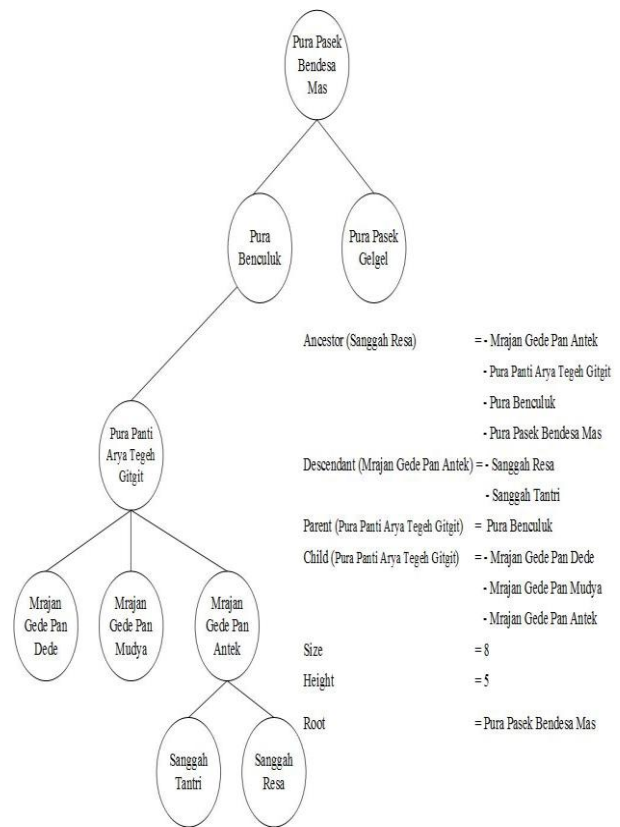 Pura Pasek
Bendesa
Mas
Pura
Benculuk
Pura Pasek
Gelgel
Pura Panti
Arya Tegeh
Gitgit
Mrajan
Gede Pan
Dede
Mrajan
Gede Pan
Mudya
Mrajan
Gede Pan
Antek
Sanggah
Tantri
Sanggah
Resa
Ancestor (Sanggah Resa) = - Mrajan Gede Pan Antek
- Pura Panti Arya Tegeh Gitgit
- Pura Benculuk
- Pura Pasek Bendesa Mas
Descendant (Mrajan Gede Pan Antek) = - Sanggah Resa
- Sanggah Tantri
Parent (Pura Panti Arya Tegeh Gitgit) = Pura Benculuk
Child (Pura Panti Arya Tegeh Gitgit) = - Mrajan Gede Pan Dede
- Mrajan Gede Pan Mudya
- Mrajan Gede Pan Antek
Size = 8
Height = 5
Root = Pura Pasek Bendesa Mas